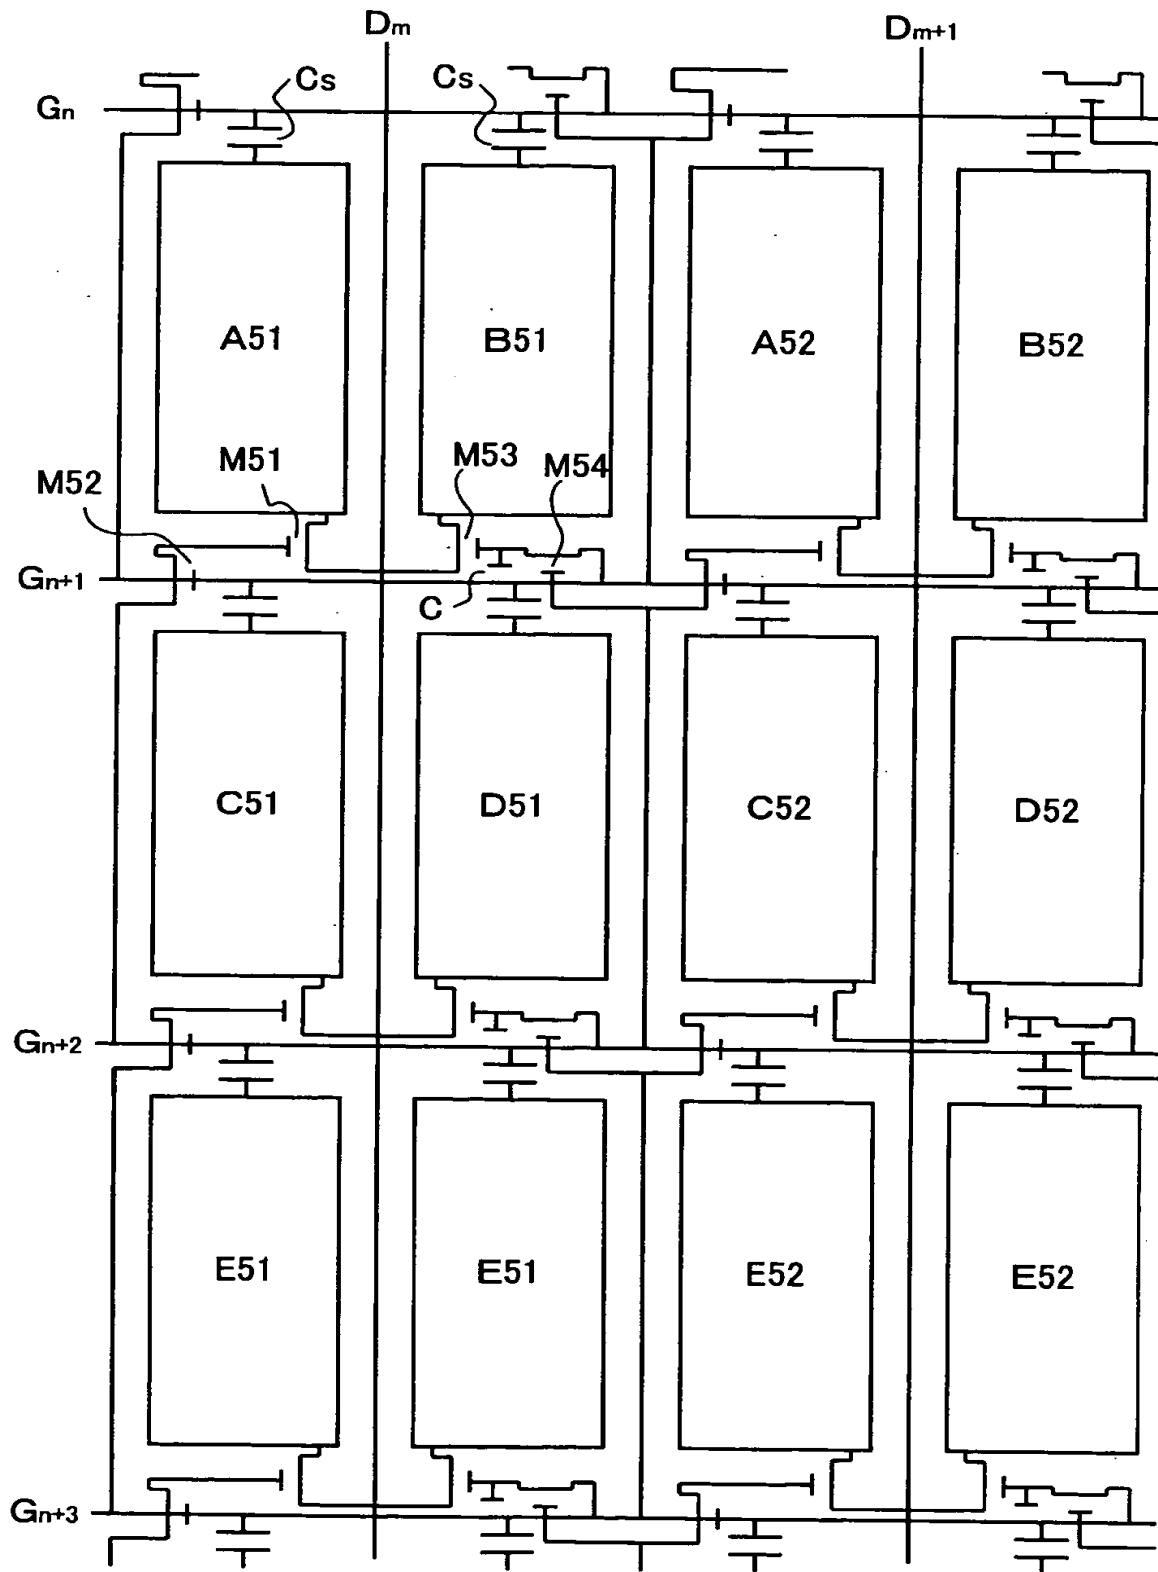 Dm Dm+1
Cs Cs
Gn
A51 B51 A52 B52
M51 M53 M54
M52
Gn+1
C
C51 D51 C52 D52
Gn+2
E51 E51 E52 E52
Gn+3